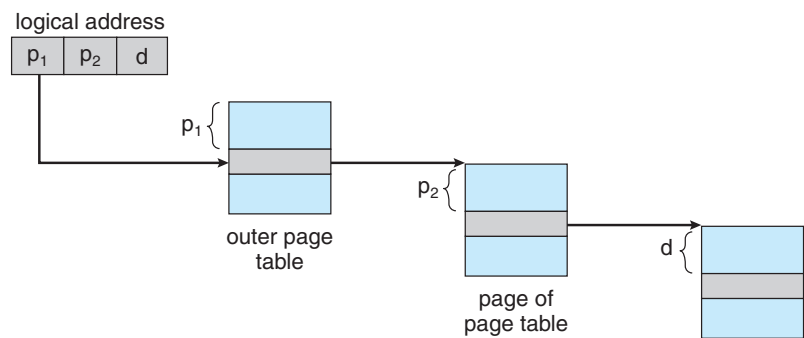 logical address
p₁ p₂ d
p₁
outer page
table
p₂
page of
page table
d